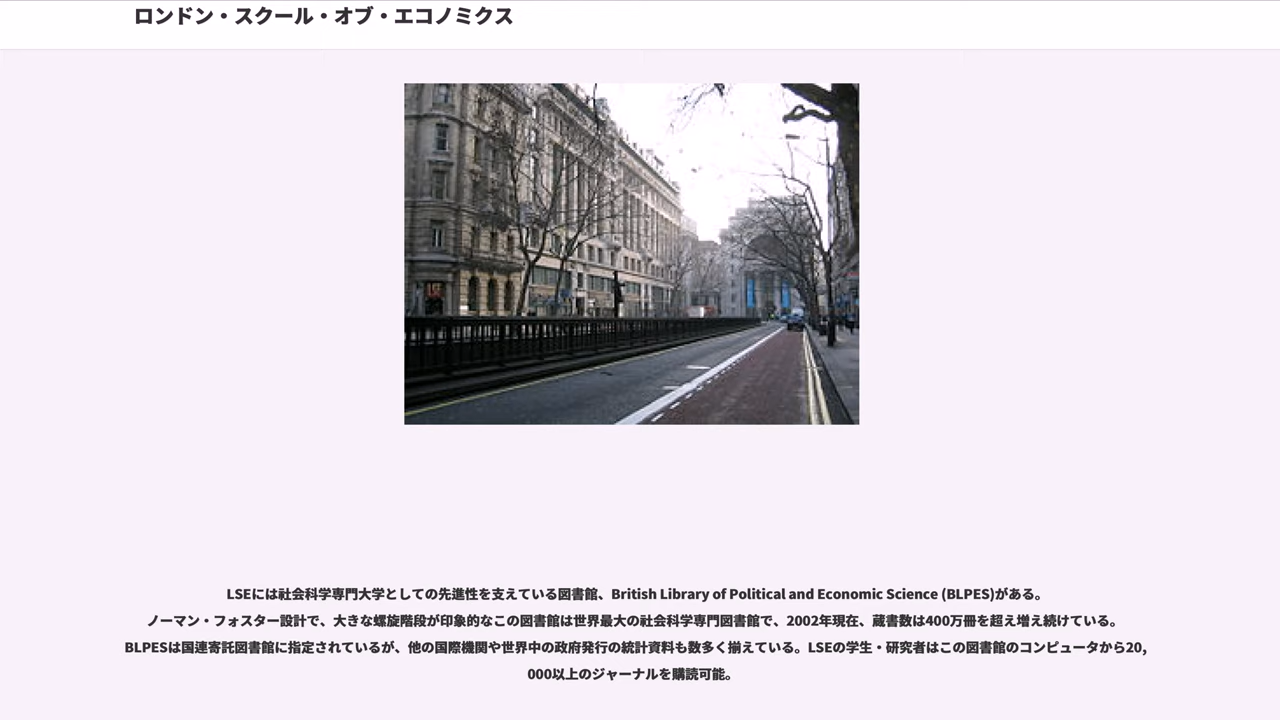 ロンドン・スクール・オブ・エコノミクス
LSEには社会科学専門大学としての先進性を支えている図書館、British Library of Political and Economic Science (BLPES)がある。
ノーマン・フォスター設計で、大きな螺旋階段が印象的なこの図書館は世界最大の社会科学専門図書館で、2002年現在、蔵書数は400万冊を超え増え続けている。
BLPESは国連寄託図書館に指定されているが、他の国際機関や世界中の政府発行の統計資料も数多く揃えている。LSEの学生・研究者はこの図書館のコンピュータから20,
000以上のジャーナルを購読可能。